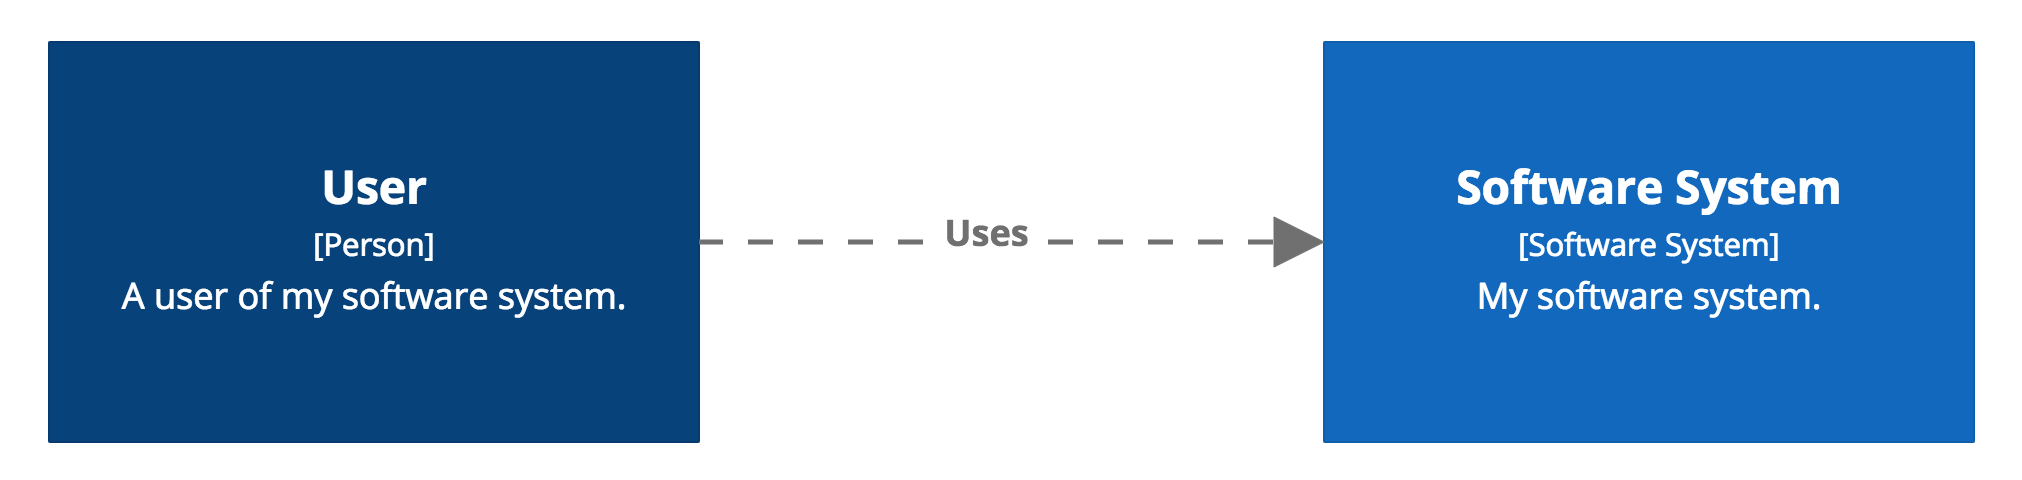 User
[Person]
A user of my software system.
Uses
Software System
[Software System]
My software system.